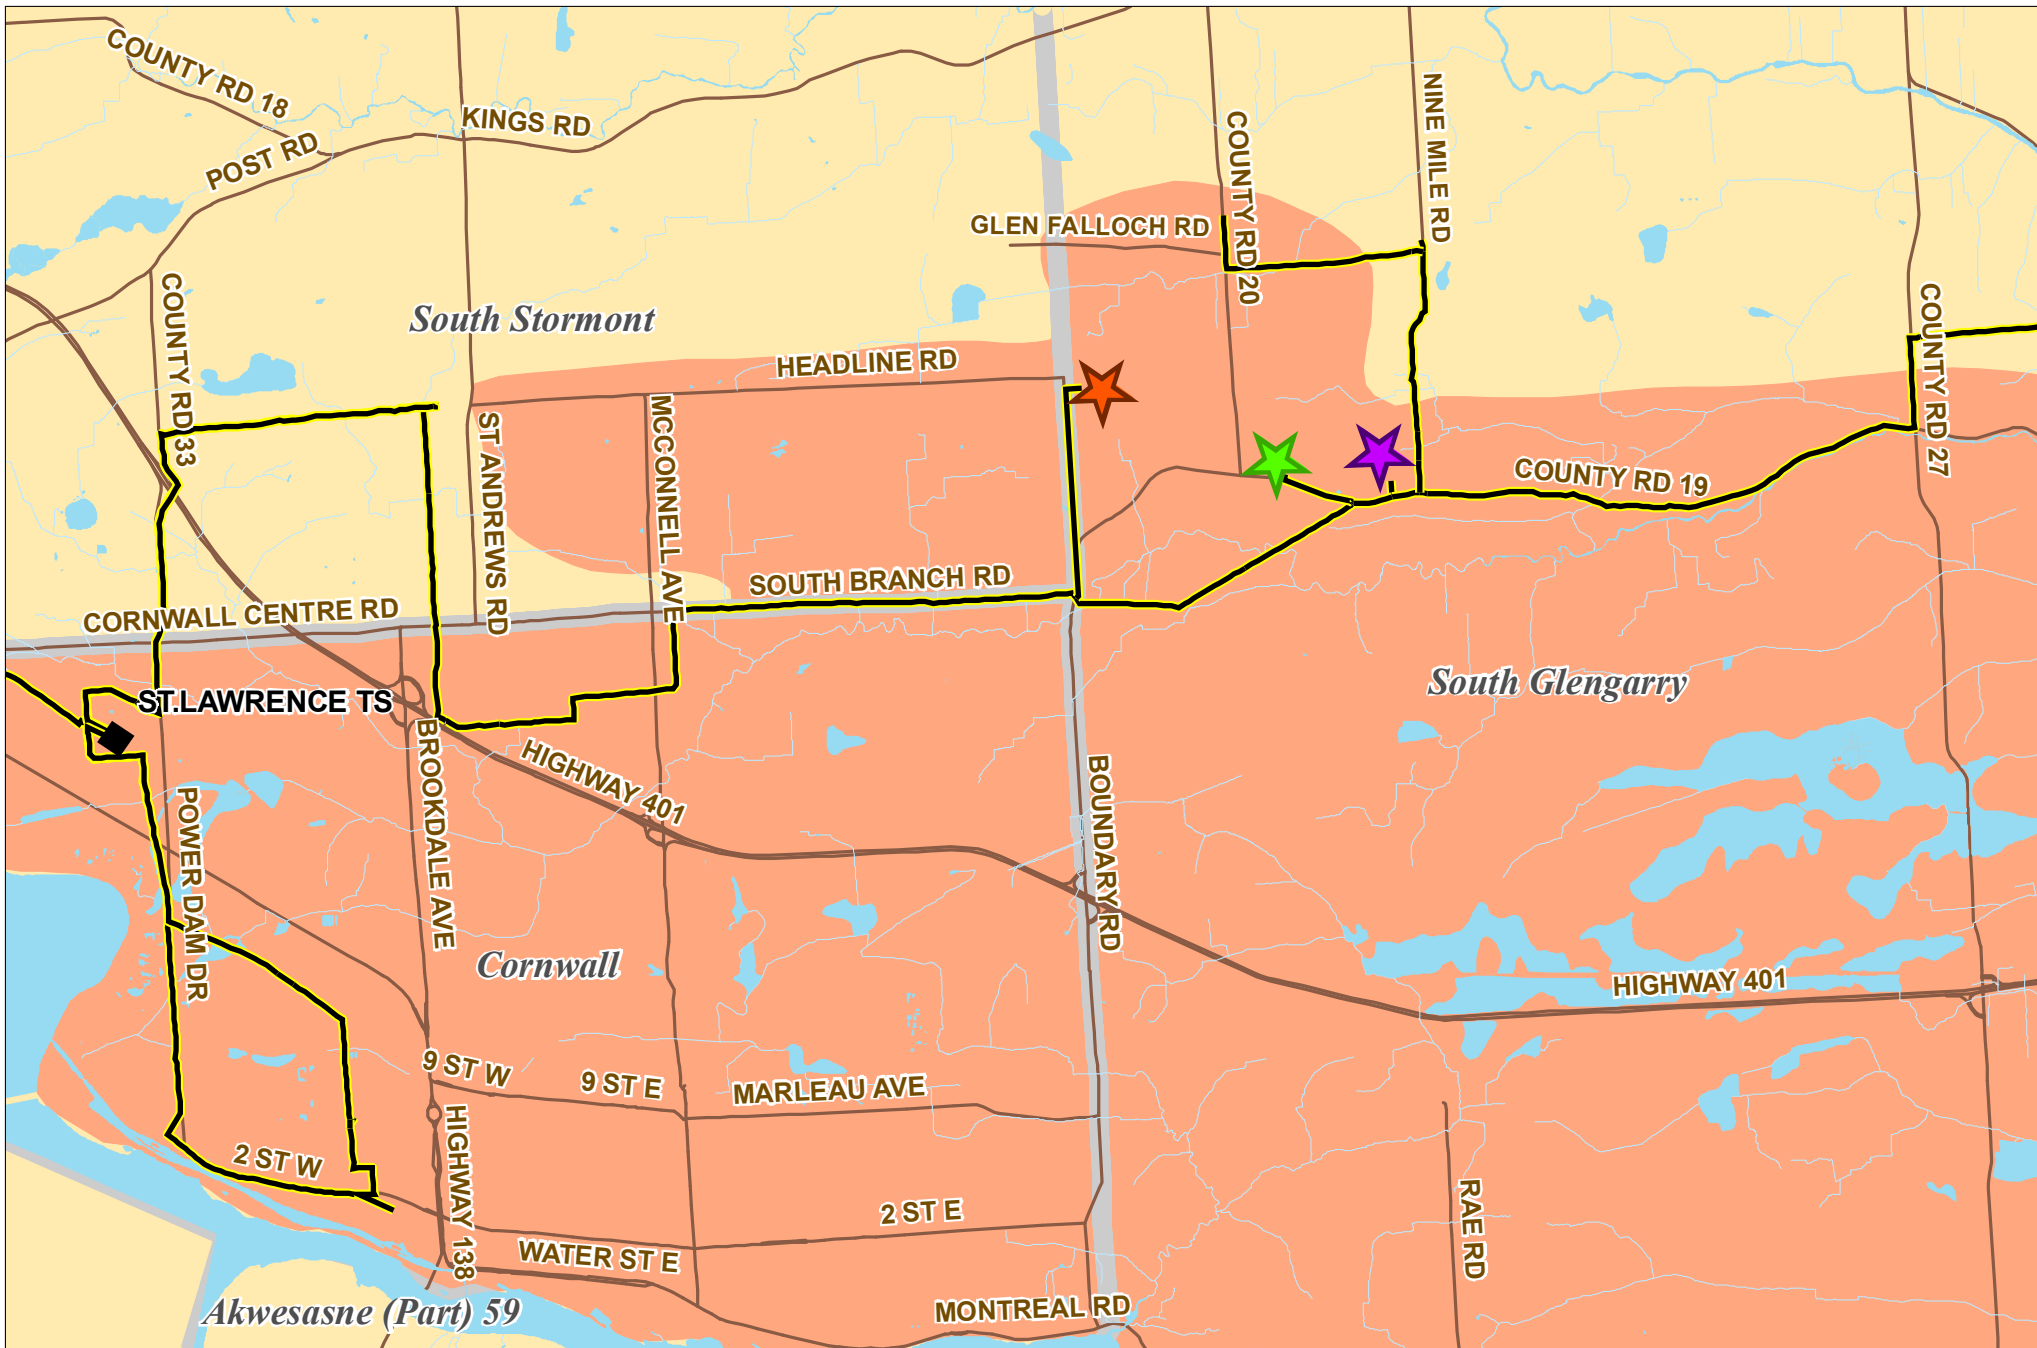 COUNTY RD 18
KINGS RD
POST RD
NINE MILE RD
COUNTY RD 20
GLEN FALLOCH RD
COUNTY RD 33
South Stormont
HEADLINE RD
COUNTY RD 27
ST ANDREWS RD
MCCONNELL AVE
COUNTY RD 19
SOUTH BRANCH RD
CORNWALL CENTRE RD
South Glengarry
ST.LAWRENCE TS
BROOKDALE AVE
HIGHWAY 401
BOUNDARY RD
POWER DAM DR
Cornwall
HIGHWAY 401
9 ST W
9 ST E
MARLEAU AVE
HIGHWAY 138
2 ST W
RAE RD
2 ST E
WATER ST E
Akwesasne (Part) 59
MONTREAL RD